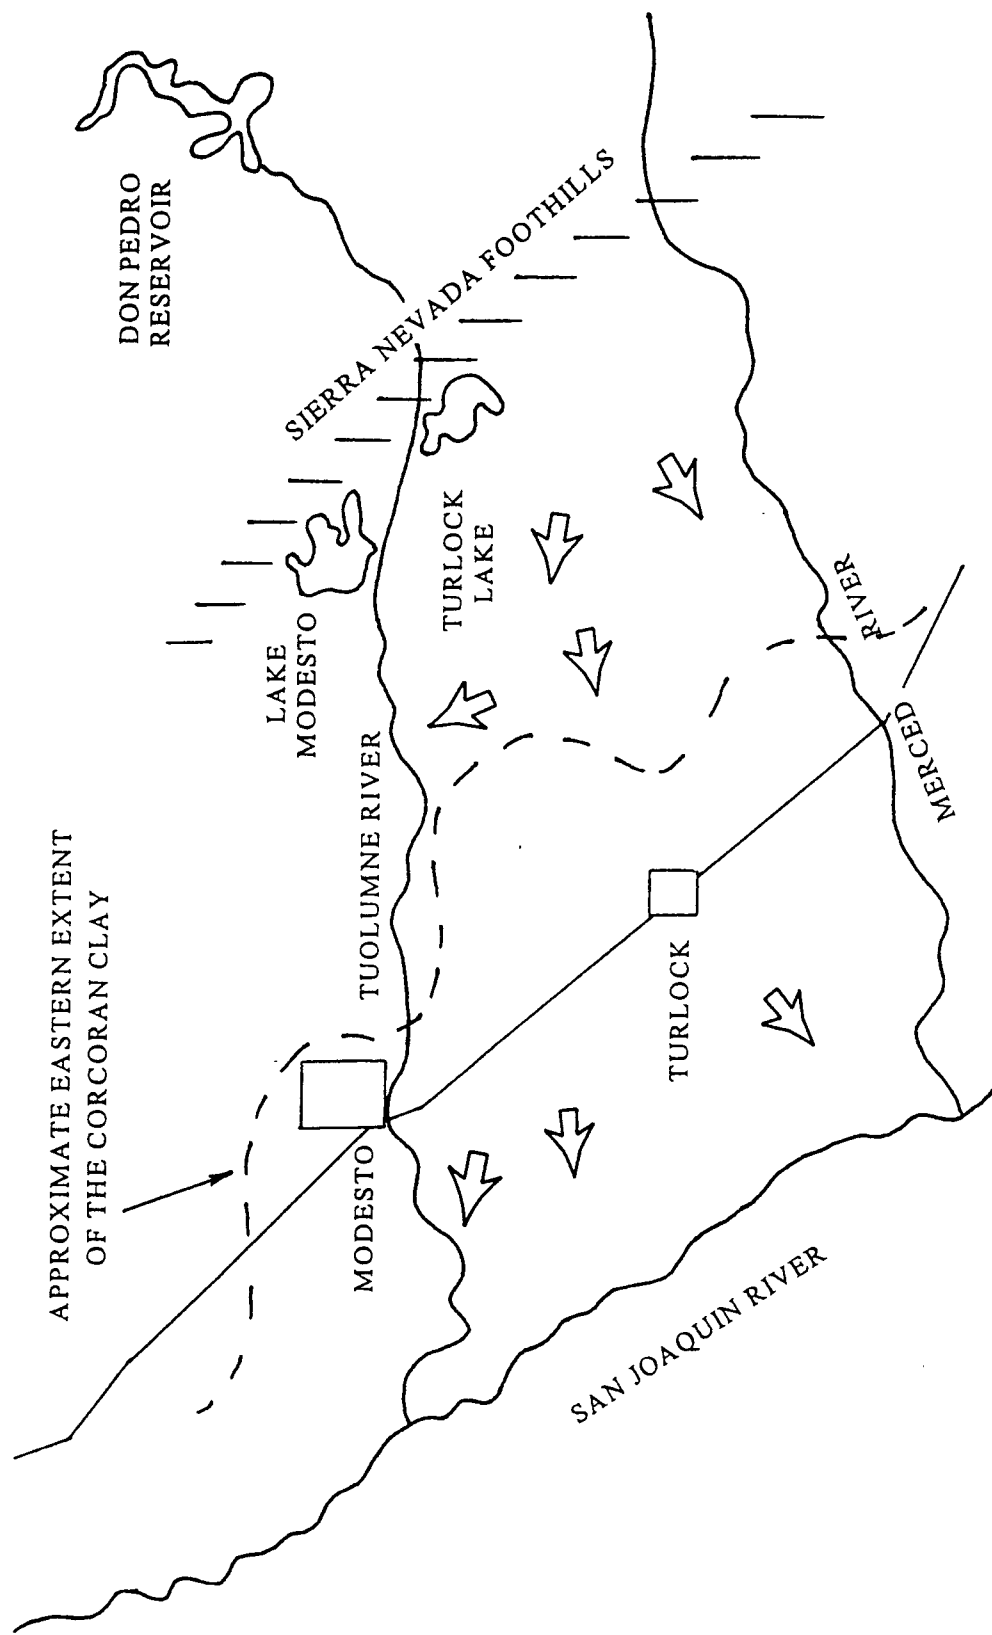 APPROXIMATE EASTERN EXTENT
OF THE CORCORAN CLAY
DON PEDRO
RESERVOIR
SIERRA NEVADA FOOTHILLS
LAKE
MODESTO
TUOLUMNE RIVER
MODESTO
TURLOCK
LAKE
TURLOCK
SAN JOAQUIN RIVER
MERCED RIVER